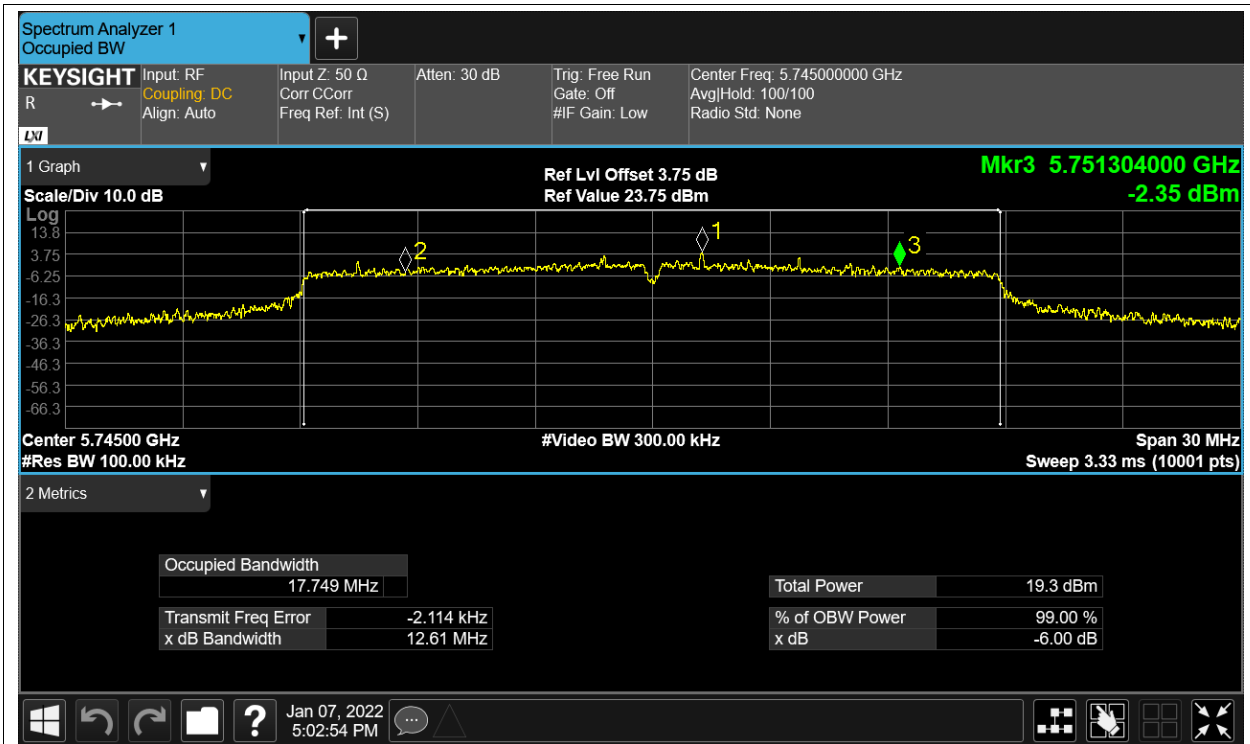 Spectrum Analyzer 1
Occupied BW
KEYSIGHT
R
LXI
Input: RF
Coupling: DC
Align: Auto
Input Z: 50 Ω
Corr CCorr
Freq Ref: Int (S)
Atten: 30 dB
Trig: Free Run
Gate: Off
#IF Gain: Low
Center Freq: 5.745000000 GHz
Avg|Hold: 100/100
Radio Std: None
1 Graph
Scale/Div 10.0 dB
Ref Lvl Offset 3.75 dB
Ref Value 23.75 dBm
Mkr3 5.751304000 GHz
-2.35 dBm
Log
13.8
3.75
-6.25
-16.3
-26.3
-36.3
-46.3
-56.3
-66.3
2
1
3
Center 5.74500 GHz
#Video BW 300.00 kHz
Span 30 MHz
#Res BW 100.00 kHz
Sweep 3.33 ms (10001 pts)
2 Metrics
Occupied Bandwidth
17.749 MHz
Total Power 19.3 dBm
Transmit Freq Error -2.114 kHz
% of OBW Power 99.00 %
x dB Bandwidth 12.61 MHz
x dB -6.00 dB
?
Jan 07, 2022
5:02:54 PM